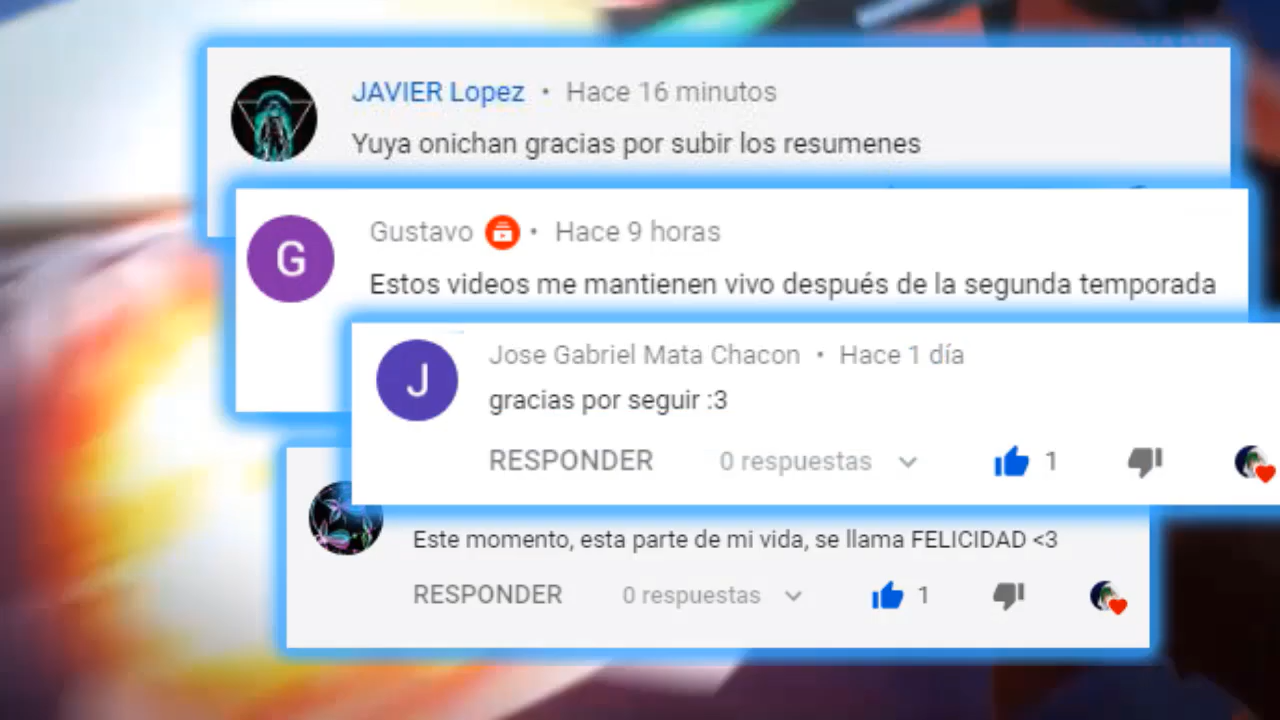 JAVIER Lopez • Hace 16 minutos
Yuya onichan gracias por subir los resumenes
G
Gustavo • Hace 9 horas
Estos videos me mantienen vivo después de la segunda temporada
J
Jose Gabriel Mata Chacon • Hace 1 día
gracias por seguir :3
RESPONDER 0 respuestas 1
Este momento, esta parte de mi vida, se llama FELICIDAD <3
RESPONDER 0 respuestas 1